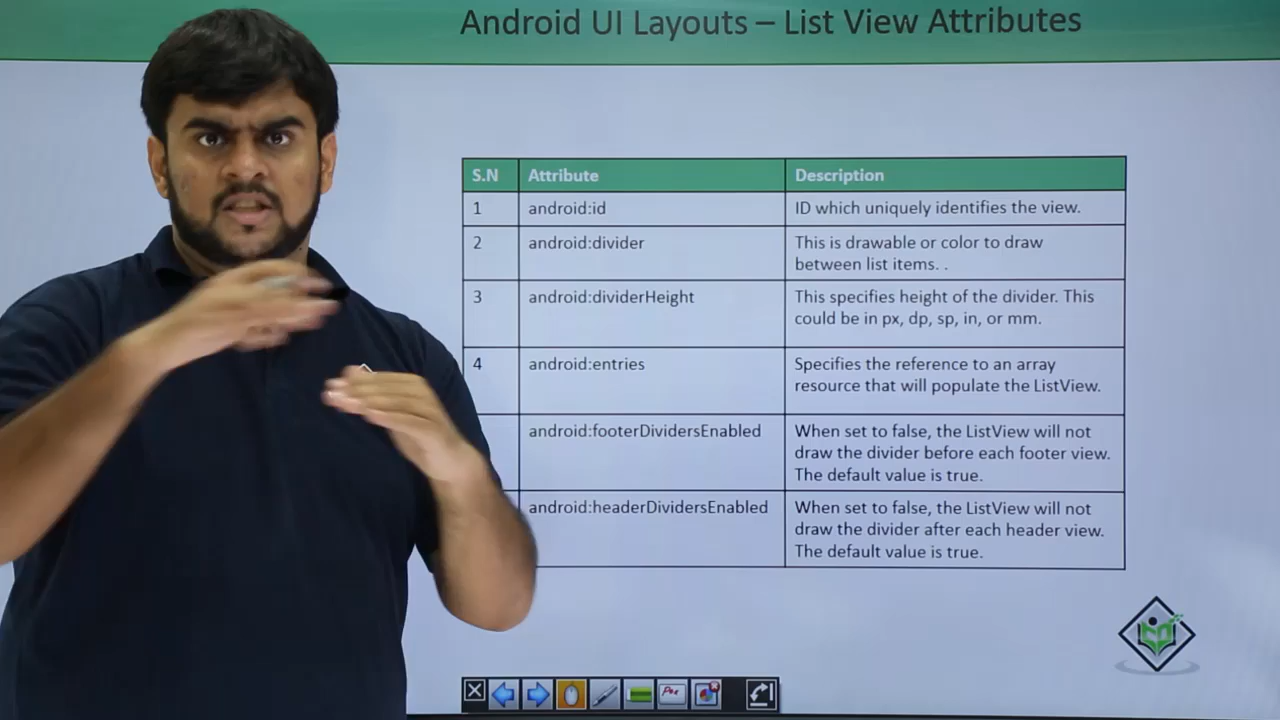 Android UI Layouts – List View Attributes
S.N Attribute Description
1 android:id ID which uniquely identifies the view.
2 android:divider This is drawable or color to draw
between list items. .
3 android:dividerHeight This specifies height of the divider. This
could be in px, dp, sp, in, or mm.
4 android:entries Specifies the reference to an array
resource that will populate the ListView.
android:footerDividersEnabled When set to false, the ListView will not
draw the divider before each footer view.
The default value is true.
android:headerDividersEnabled When set to false, the ListView will not
draw the divider after each header view.
The default value is true.